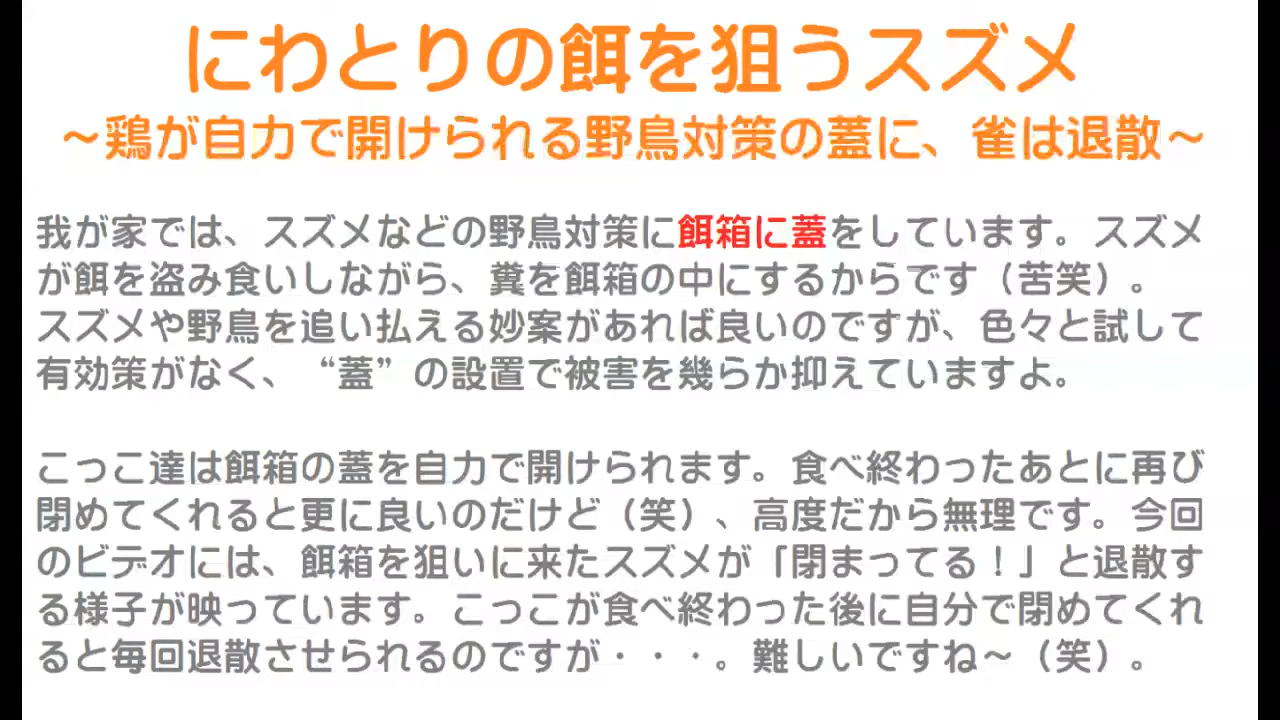 にわとりの餌を狙うスズメ
～鶏が自力で開けられる野鳥対策の蓋に、雀は退散～
我が家では、スズメなどの野鳥対策に餌箱に蓋をしています。スズメ
が餌を盗み食いしながら、糞を餌箱の中にするからです（苦笑）。
スズメや野鳥を追い払える妙案があれば良いのですが、色々と試して
有効策がなく、“蓋”の設置で被害を幾らか抑えていますよ。
こっこ達は餌箱の蓋を自力で開けられます。食べ終わったあとに再び
閉めてくれると更に良いのだけど（笑）、高度だから無理です。今回
のビデオには、餌箱を狙いに来たスズメが「閉まってる！」と退散す
る様子が映っています。こっこが食べ終わった後に自分で閉めてくれ
ると毎回退散させられるのですが・・・。難しいですね～（笑）。